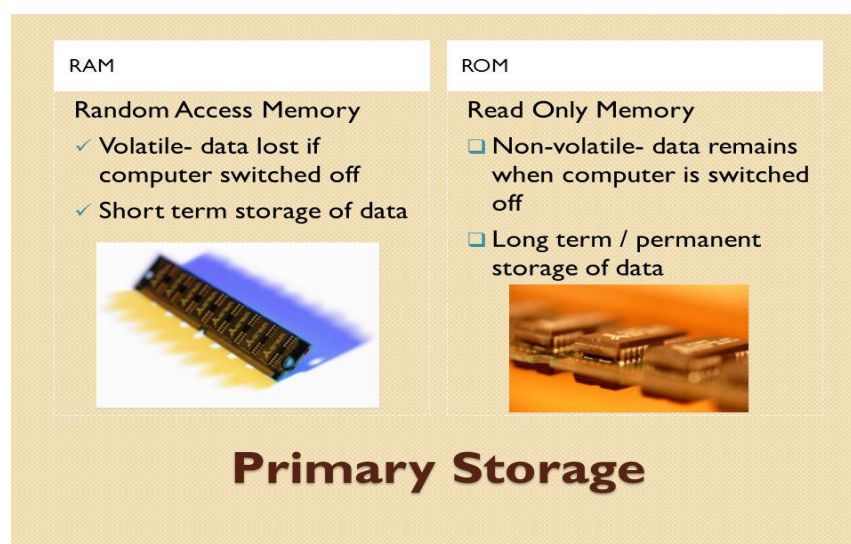 RAM
Random Access Memory
Volatile- data lost if
computer switched off
Short term storage of data
ROM
Read Only Memory
Non-volatile- data remains
when computer is switched
off
Long term / permanent
storage of data
Primary Storage